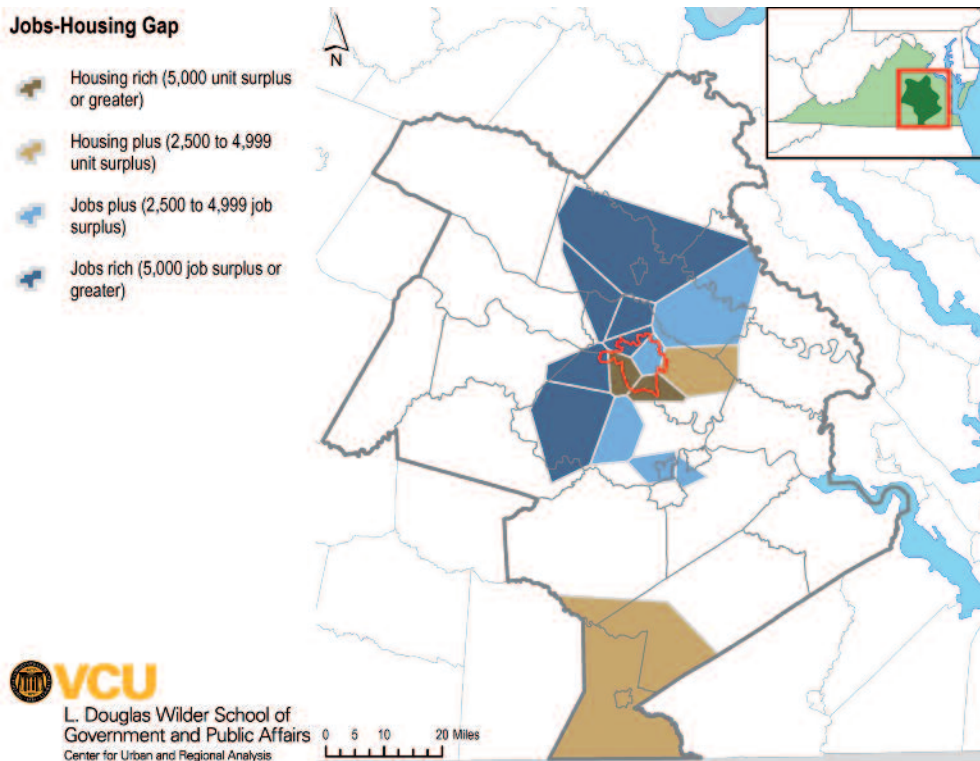 Jobs-Housing Gap
Housing rich (5,000 unit surplus
or greater)
Housing plus (2,500 to 4,999
unit surplus)
Jobs plus (2,500 to 4,999 job
surplus)
Jobs rich (5,000 job surplus or
greater)
N
VCU
L. Douglas Wilder School of
Government and Public Affairs
Center for Urban and Regional Analysis
0 5 10 20 Miles